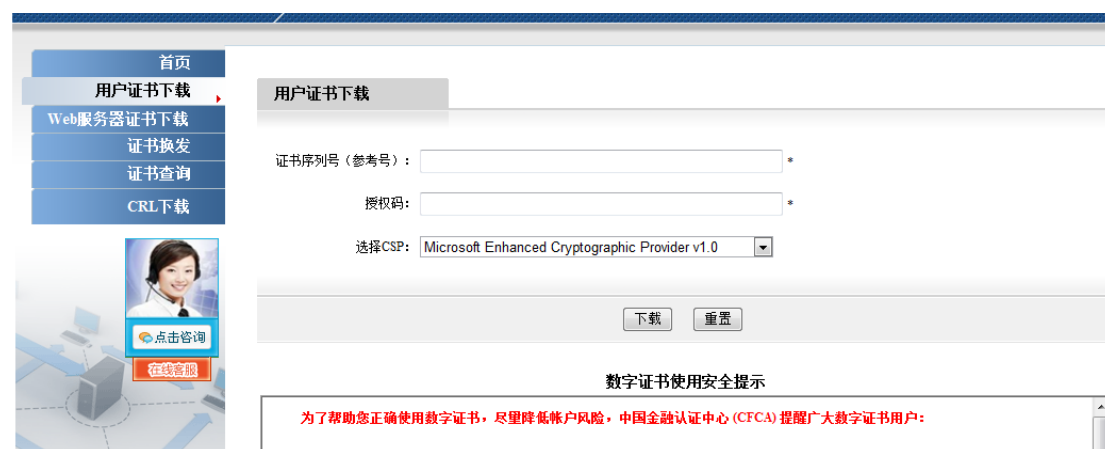 首页
用户证书下载
Web服务器证书下载
证书换发
证书查询
CRL下载
点击咨询
在线客服
用户证书下载
证书序列号（参考号）： *
授权码： *
选择CSP： Microsoft Enhanced Cryptographic Provider v1.0
下载 重置
数字证书使用安全提示
为了帮助您正确使用数字证书，尽量降低帐户风险，中国金融认证中心 (CFCA) 提醒广大数字证书用户：